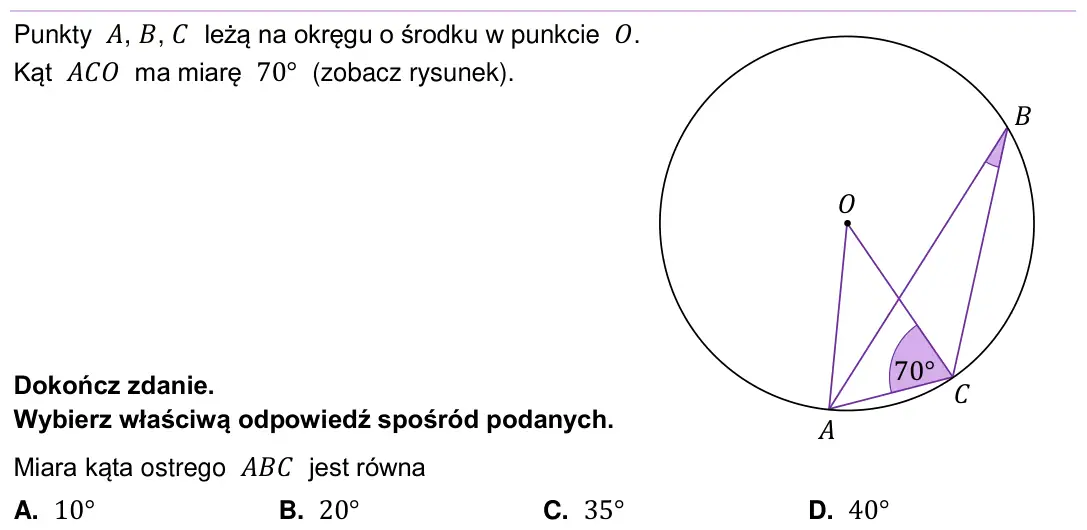 Punkty A, B, C leżą na okręgu o środku w punkcie O.
Kąt ACO ma miarę 70° (zobacz rysunek).
B
O
70°
C
A
Dokończ zdanie.
Wybierz właściwą odpowiedź spośród podanych.
Miara kąta ostrego ABC jest równa
A. 10° B. 20° C. 35° D. 40°